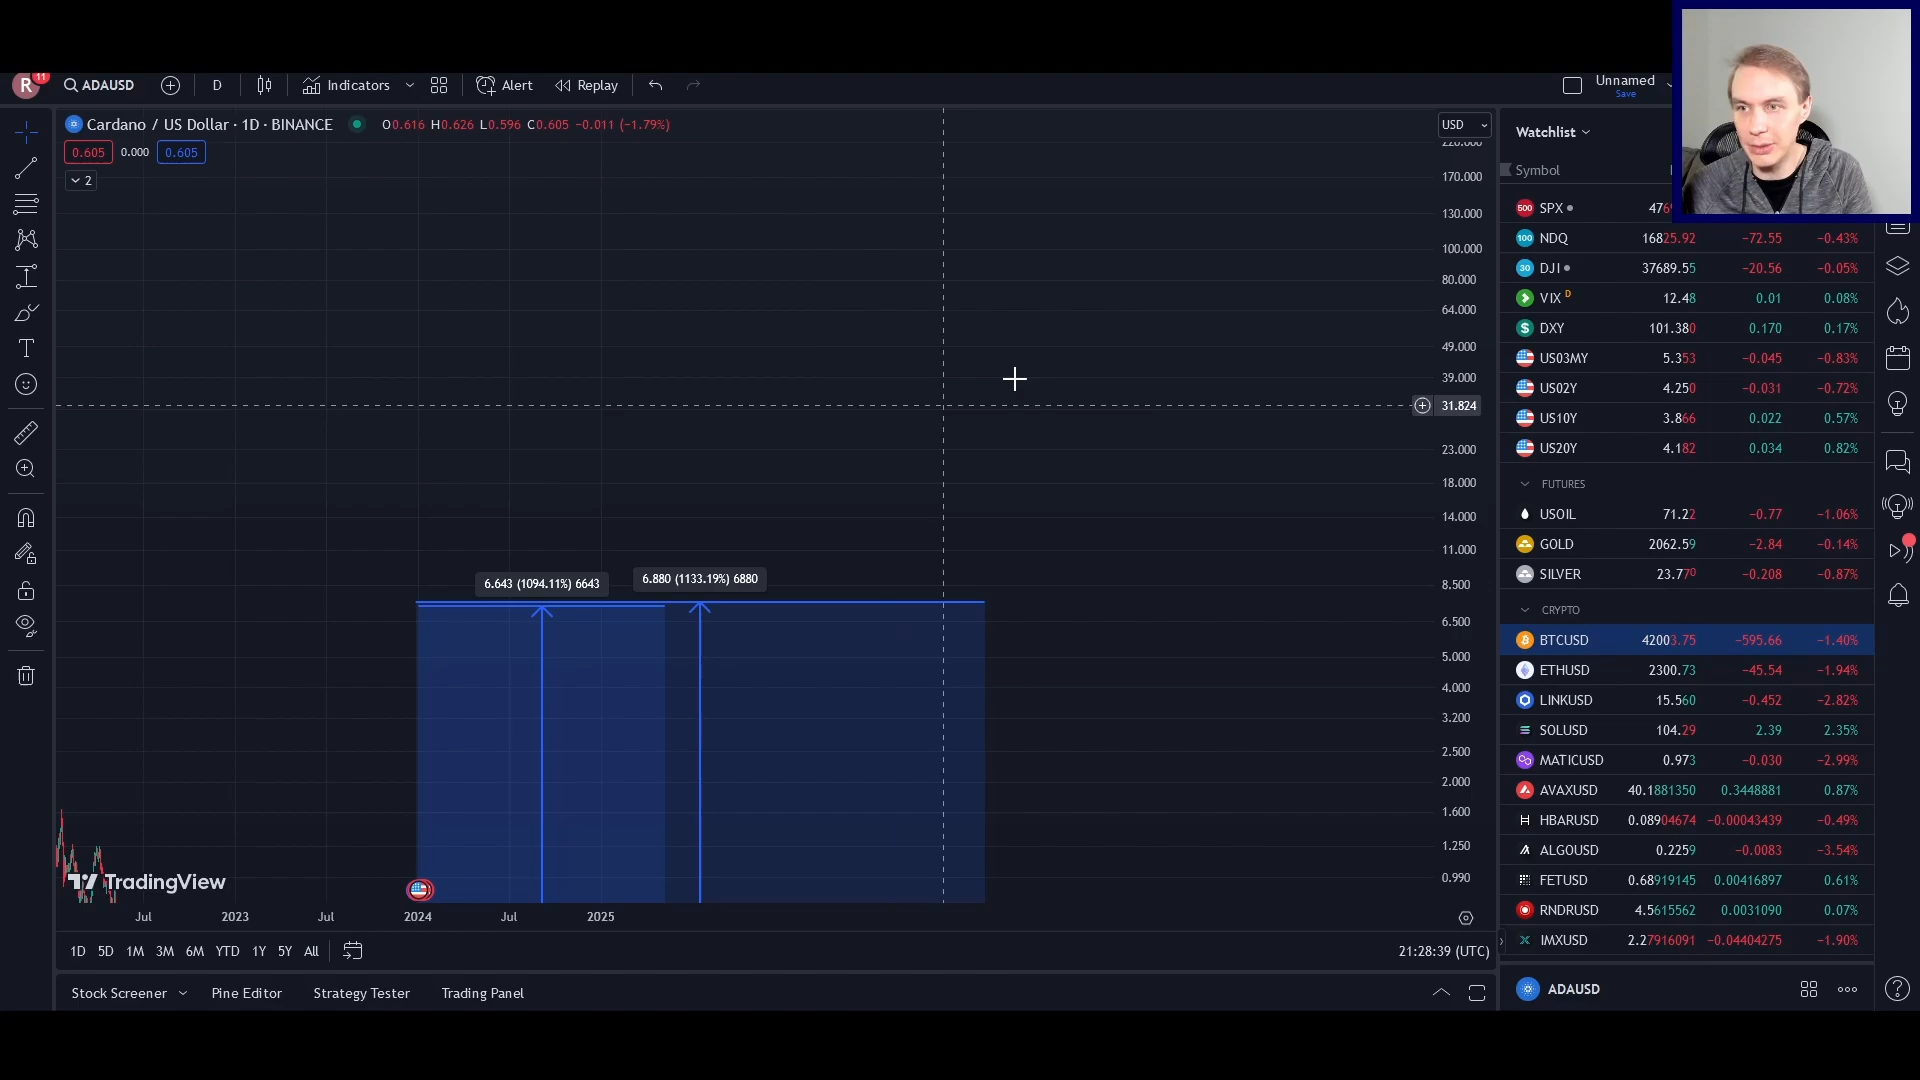 R
11
ADAUSD
D
Indicators
Alert
Replay
Unnamed
Save
Cardano / US Dollar · 1D · BINANCE
O0.616 H0.626 L0.596 C0.605 −0.011 (−1.79%)
USD
0.605 0.000 0.605
2
220.000
170.000
130.000
100.000
80.000
64.000
49.000
39.000
31.824
23.000
18.000
14.000
11.000
8.500
6.500
5.000
4.000
3.200
2.500
2.000
1.600
1.250
0.990
6.643 (1094.11%) 6643
6.880 (1133.19%) 6880
TradingView
Jul 2023 Jul 2024 Jul 2025
1D 5D 1M 3M 6M YTD 1Y 5Y All
21:28:39 (UTC)
Stock Screener Pine Editor Strategy Tester Trading Panel
Watchlist
Symbol
500 SPX 476
100 NDQ 16825.92 −72.55 −0.43%
30 DJI 37689.55 −20.56 −0.05%
VIX D 12.48 0.01 0.08%
DXY 101.380 0.170 0.17%
US03MY 5.353 −0.045 −0.83%
US02Y 4.250 −0.031 −0.72%
US10Y 3.866 0.022 0.57%
US20Y 4.182 0.034 0.82%
FUTURES
USOIL 71.22 −0.77 −1.06%
GOLD 2062.59 −2.84 −0.14%
SILVER 23.770 −0.208 −0.87%
CRYPTO
BTCUSD 42003.75 −595.66 −1.40%
ETHUSD 2300.73 −45.54 −1.94%
LINKUSD 15.560 −0.452 −2.82%
SOLUSD 104.29 2.39 2.35%
MATICUSD 0.973 −0.030 −2.99%
AVAXUSD 40.1881350 0.3448881 0.87%
HBARUSD 0.08904674 −0.00043439 −0.49%
ALGOUSD 0.2259 −0.0083 −3.54%
FETUSD 0.68919145 0.00416897 0.61%
RNDRUSD 4.5615562 0.0031090 0.07%
IMXUSD 2.27916091 −0.04404275 −1.90%
ADAUSD